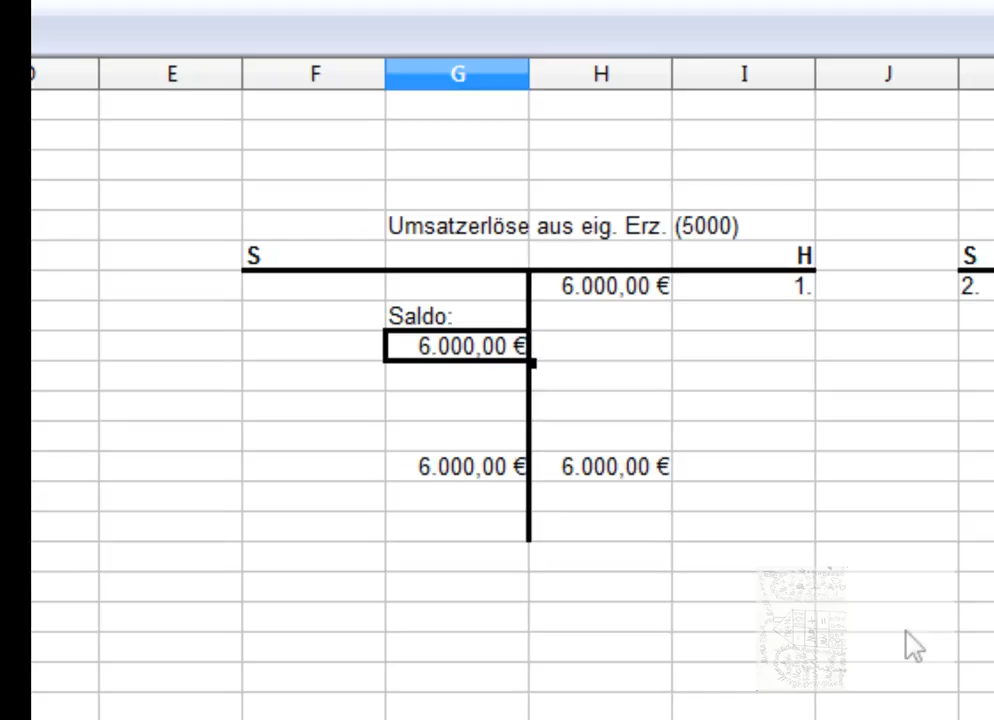 E F G H I J
Umsatzerlöse aus eig. Erz. (5000)
S H S
6.000,00 € 1. 2.
Saldo:
6.000,00 €
6.000,00 € 6.000,00 €